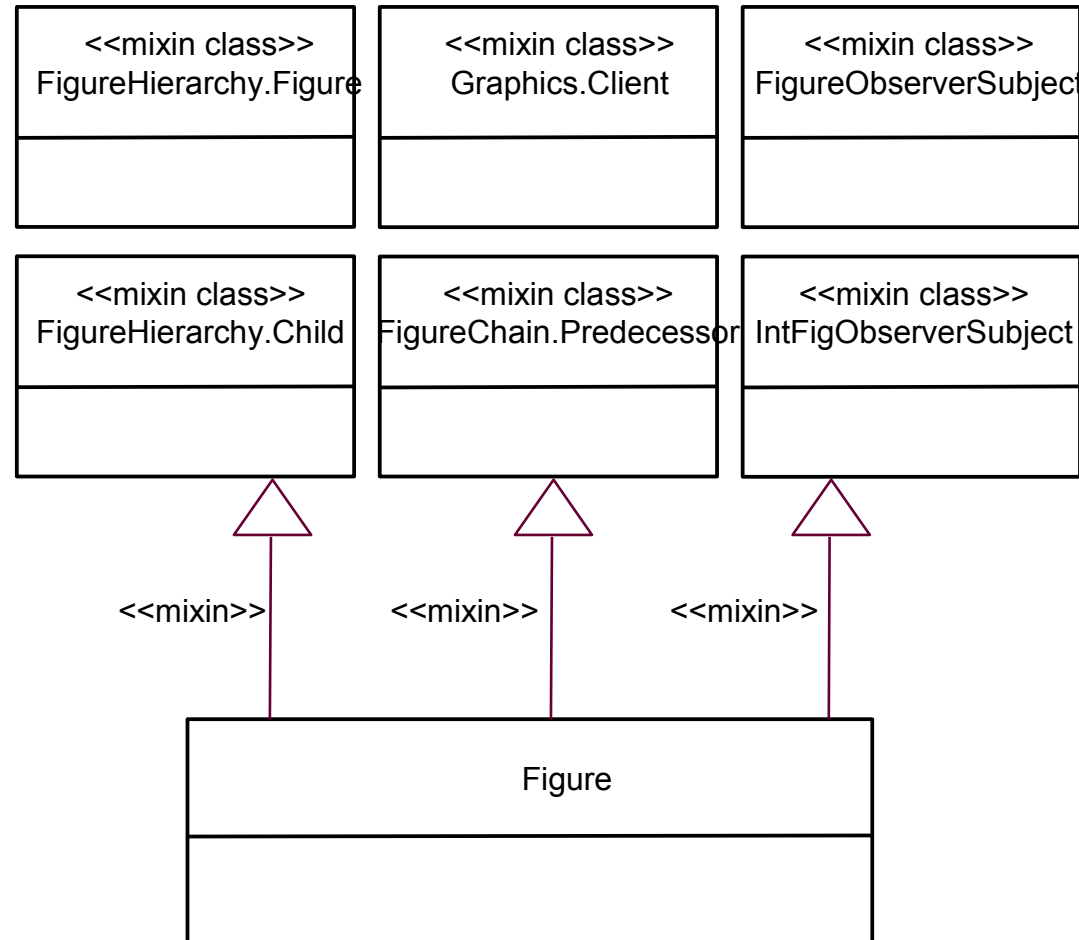 <<mixin class>>
FigureHierarchy.Figure
<<mixin class>>
Graphics.Client
<<mixin class>>
FigureObserverSubject
<<mixin class>>
FigureHierarchy.Child
<<mixin class>>
FigureChain.Predecessor
<<mixin class>>
IntFigObserverSubject
<<mixin>>
<<mixin>>
<<mixin>>
Figure